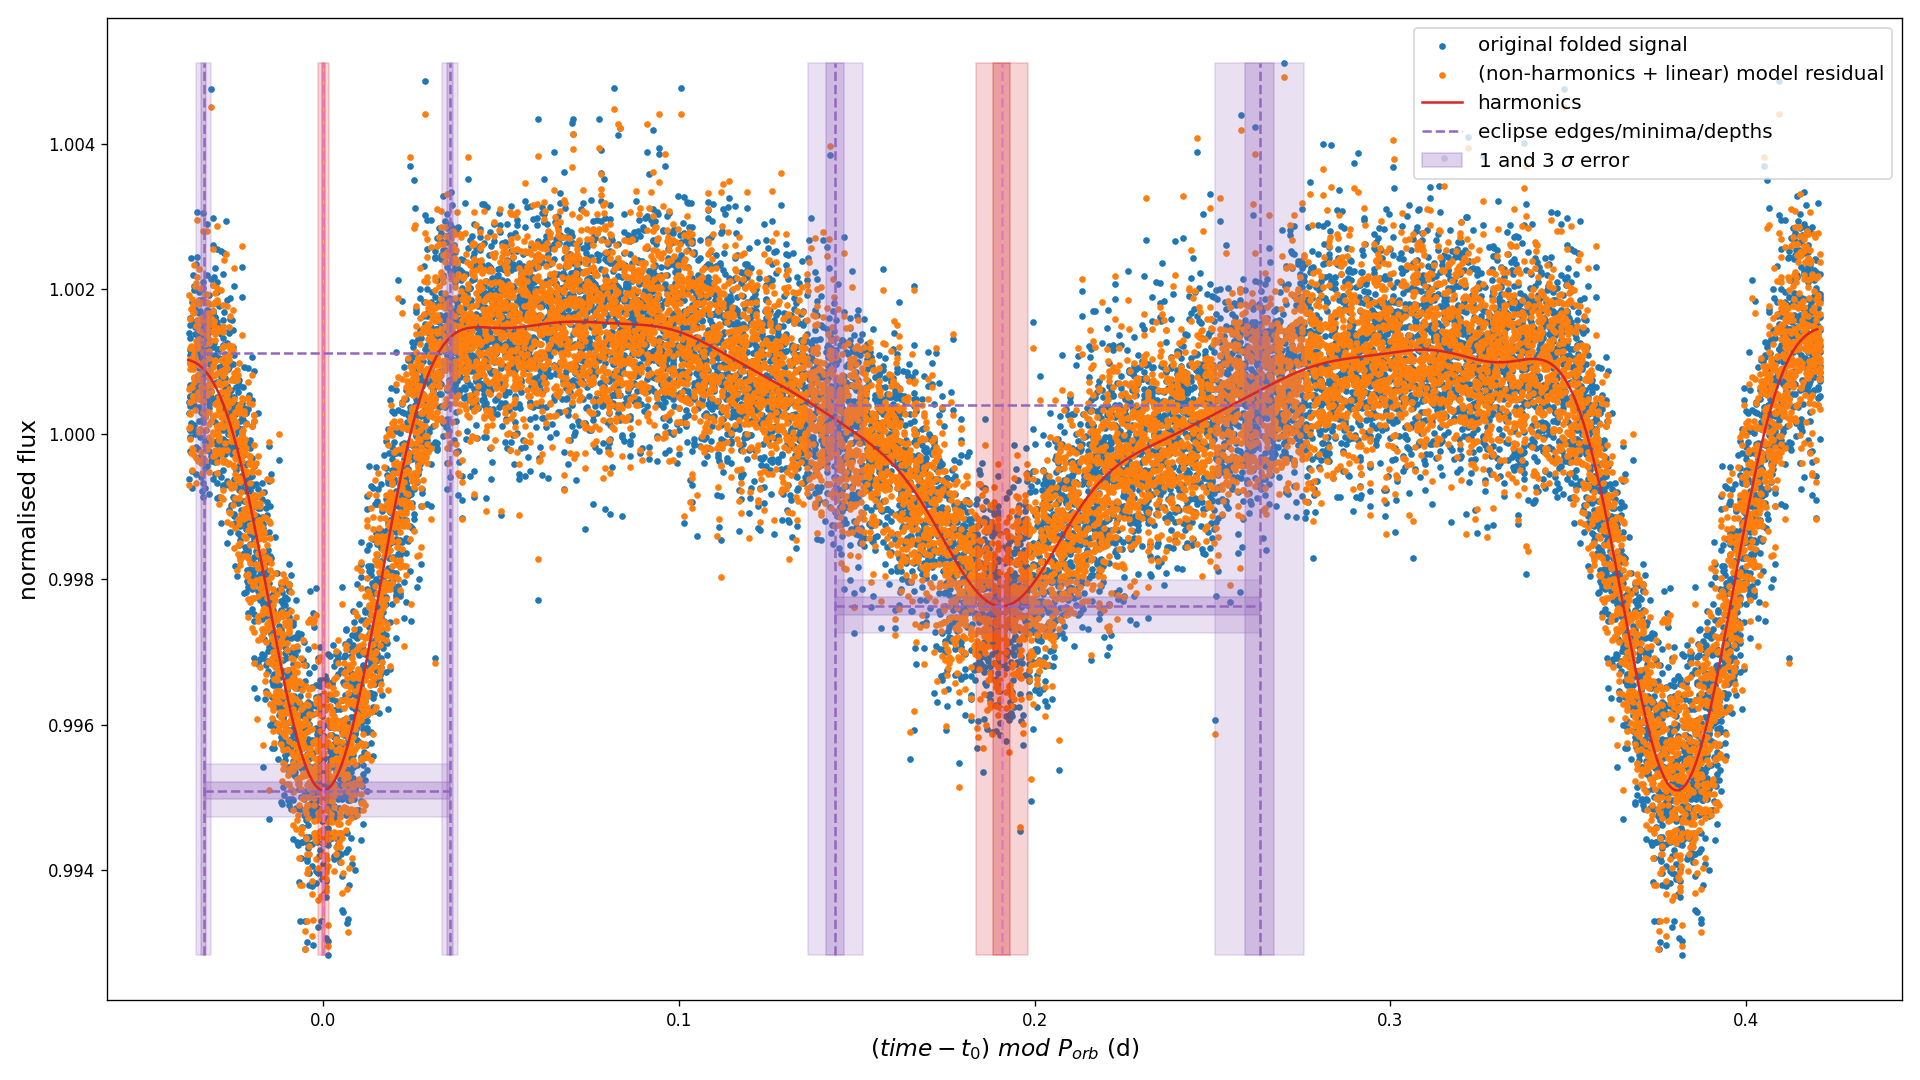 original folded signal
(non-harmonics + linear) model residual
harmonics
eclipse edges/minima/depths
1 and 3 σ error
normalised flux
1.004
1.002
1.000
0.998
0.996
0.994
0.0 0.1 0.2 0.3 0.4
(time − t₀) mod Pₒᵣb (d)